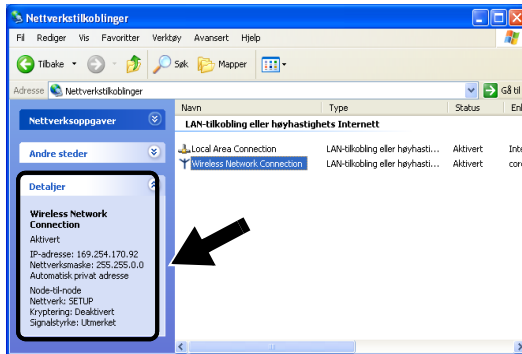 Nettverkstilkoblinger
Fil Rediger Vis Favoritter Verktøy Avansert Hjelp
Tilbake Søk Mapper
Adresse Nettverkstilkoblinger Gå til
Nettverksoppgaver
Andre steder
Detaljer
Wireless Network
Connection
Aktivert
IP-adresse: 169.254.170.92
Nettverksmaske: 255.255.0.0
Automatisk privat adresse
Node-til-node
Nettverk: SETUP
Kryptering: Deaktivert
Signalstyrke: Utmerket
Navn Type Status En
LAN-tilkobling eller høyhastighets Internett
Local Area Connection LAN-tilkobling eller høyhasti... Aktivert Inte
Wireless Network Connection LAN-tilkobling eller høyhasti... Aktivert core